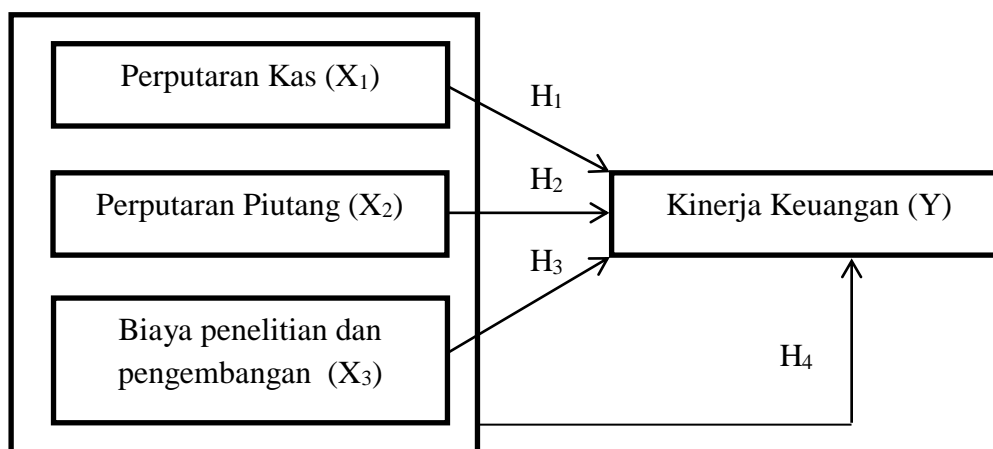 Perputaran Kas (X₁)
H₁
Perputaran Piutang (X₂)
H₂
Kinerja Keuangan (Y)
H₃
Biaya penelitian dan
pengembangan (X₃)
H₄